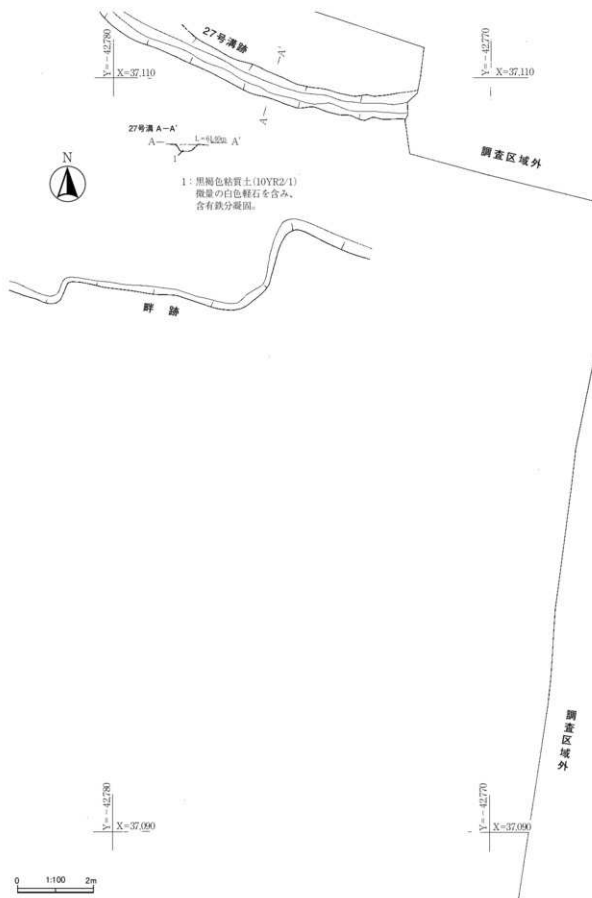 27号溝跡
A'
A
Y=−42,780
X=37,110
Y=−42,770
X=37,110
調査区域外
27号溝 A−A'
A— L=61.60m A'
1
N
1：黒褐色粘質土(10YR2/1)
微量の白色軽石を含み、
含有鉄分凝固。
畔 跡
調査区域外
Y=−42,780
X=37,090
Y=−42,770
X=37,090
0 1:100 2m